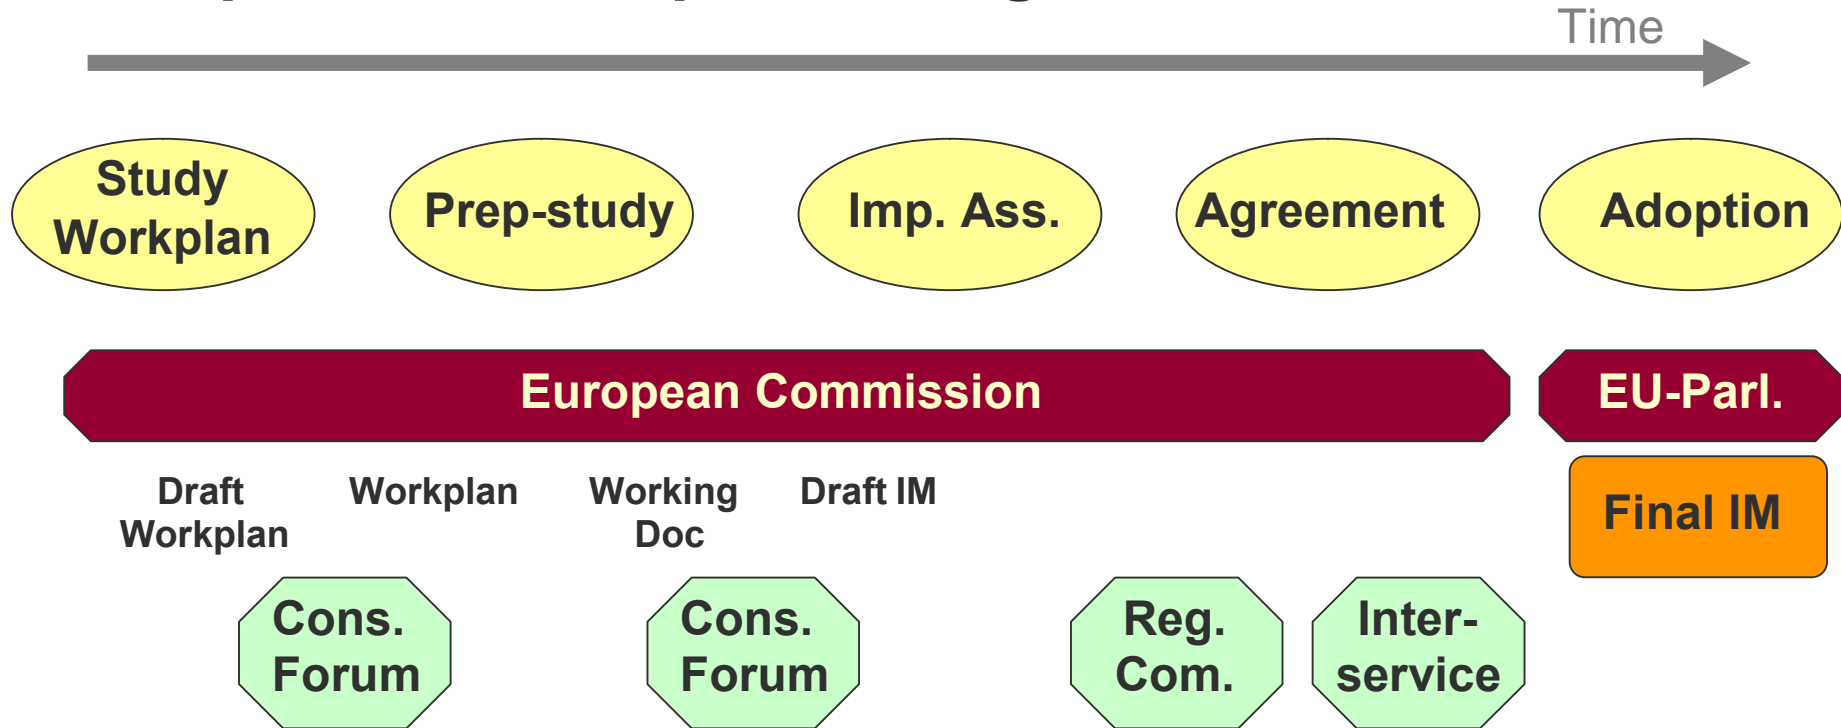 Time
Study
Workplan
Prep-study
Imp. Ass.
Agreement
Adoption
European Commission
EU-Parl.
Draft
Workplan
Workplan
Working
Doc
Draft IM
Final IM
Cons.
Forum
Cons.
Forum
Reg.
Com.
Inter-
service